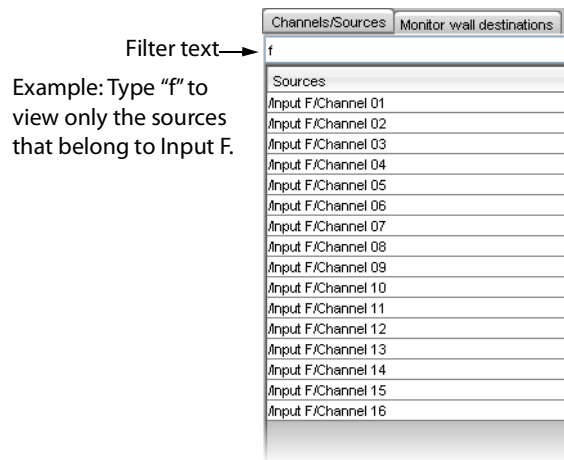 Channels/Sources
Monitor wall destinations
Filter text
f
Example: Type “f” to
view only the sources
that belong to Input F.
Sources
/Input F/Channel 01
/Input F/Channel 02
/Input F/Channel 03
/Input F/Channel 04
/Input F/Channel 05
/Input F/Channel 06
/Input F/Channel 07
/Input F/Channel 08
/Input F/Channel 09
/Input F/Channel 10
/Input F/Channel 11
/Input F/Channel 12
/Input F/Channel 13
/Input F/Channel 14
/Input F/Channel 15
/Input F/Channel 16